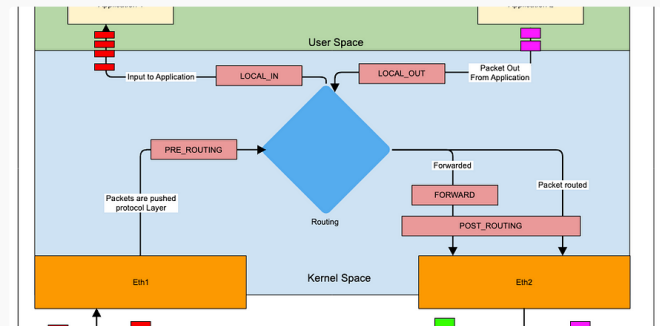 User Space
Input to Application
LOCAL_IN
LOCAL_OUT
Packet Out
From Application
PRE_ROUTING
Forwarded
Packets are pushed
protocol Layer
FORWARD
Packet routed
Routing
POST_ROUTING
Eth1
Kernel Space
Eth2